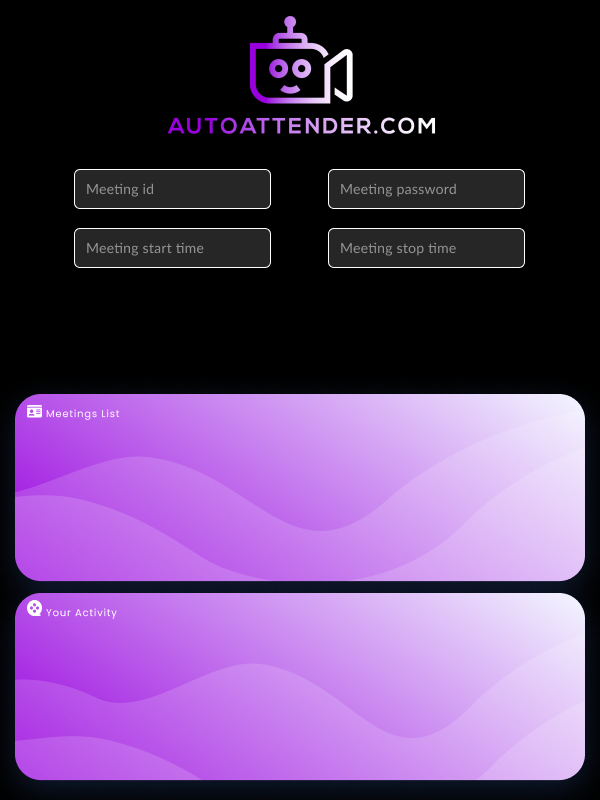 AUTOATTENDER.COM
Meeting id
Meeting password
Meeting start time
Meeting stop time
Meetings List
Your Activity